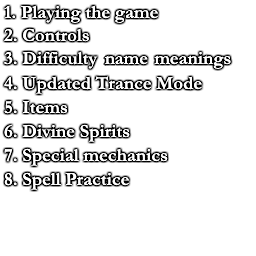 1. Playing the game
2. Controls
3. Difficulty name meanings
4. Updated Trance Mode
5. Items
6. Divine Spirits
7. Special mechanics
8. Spell Practice